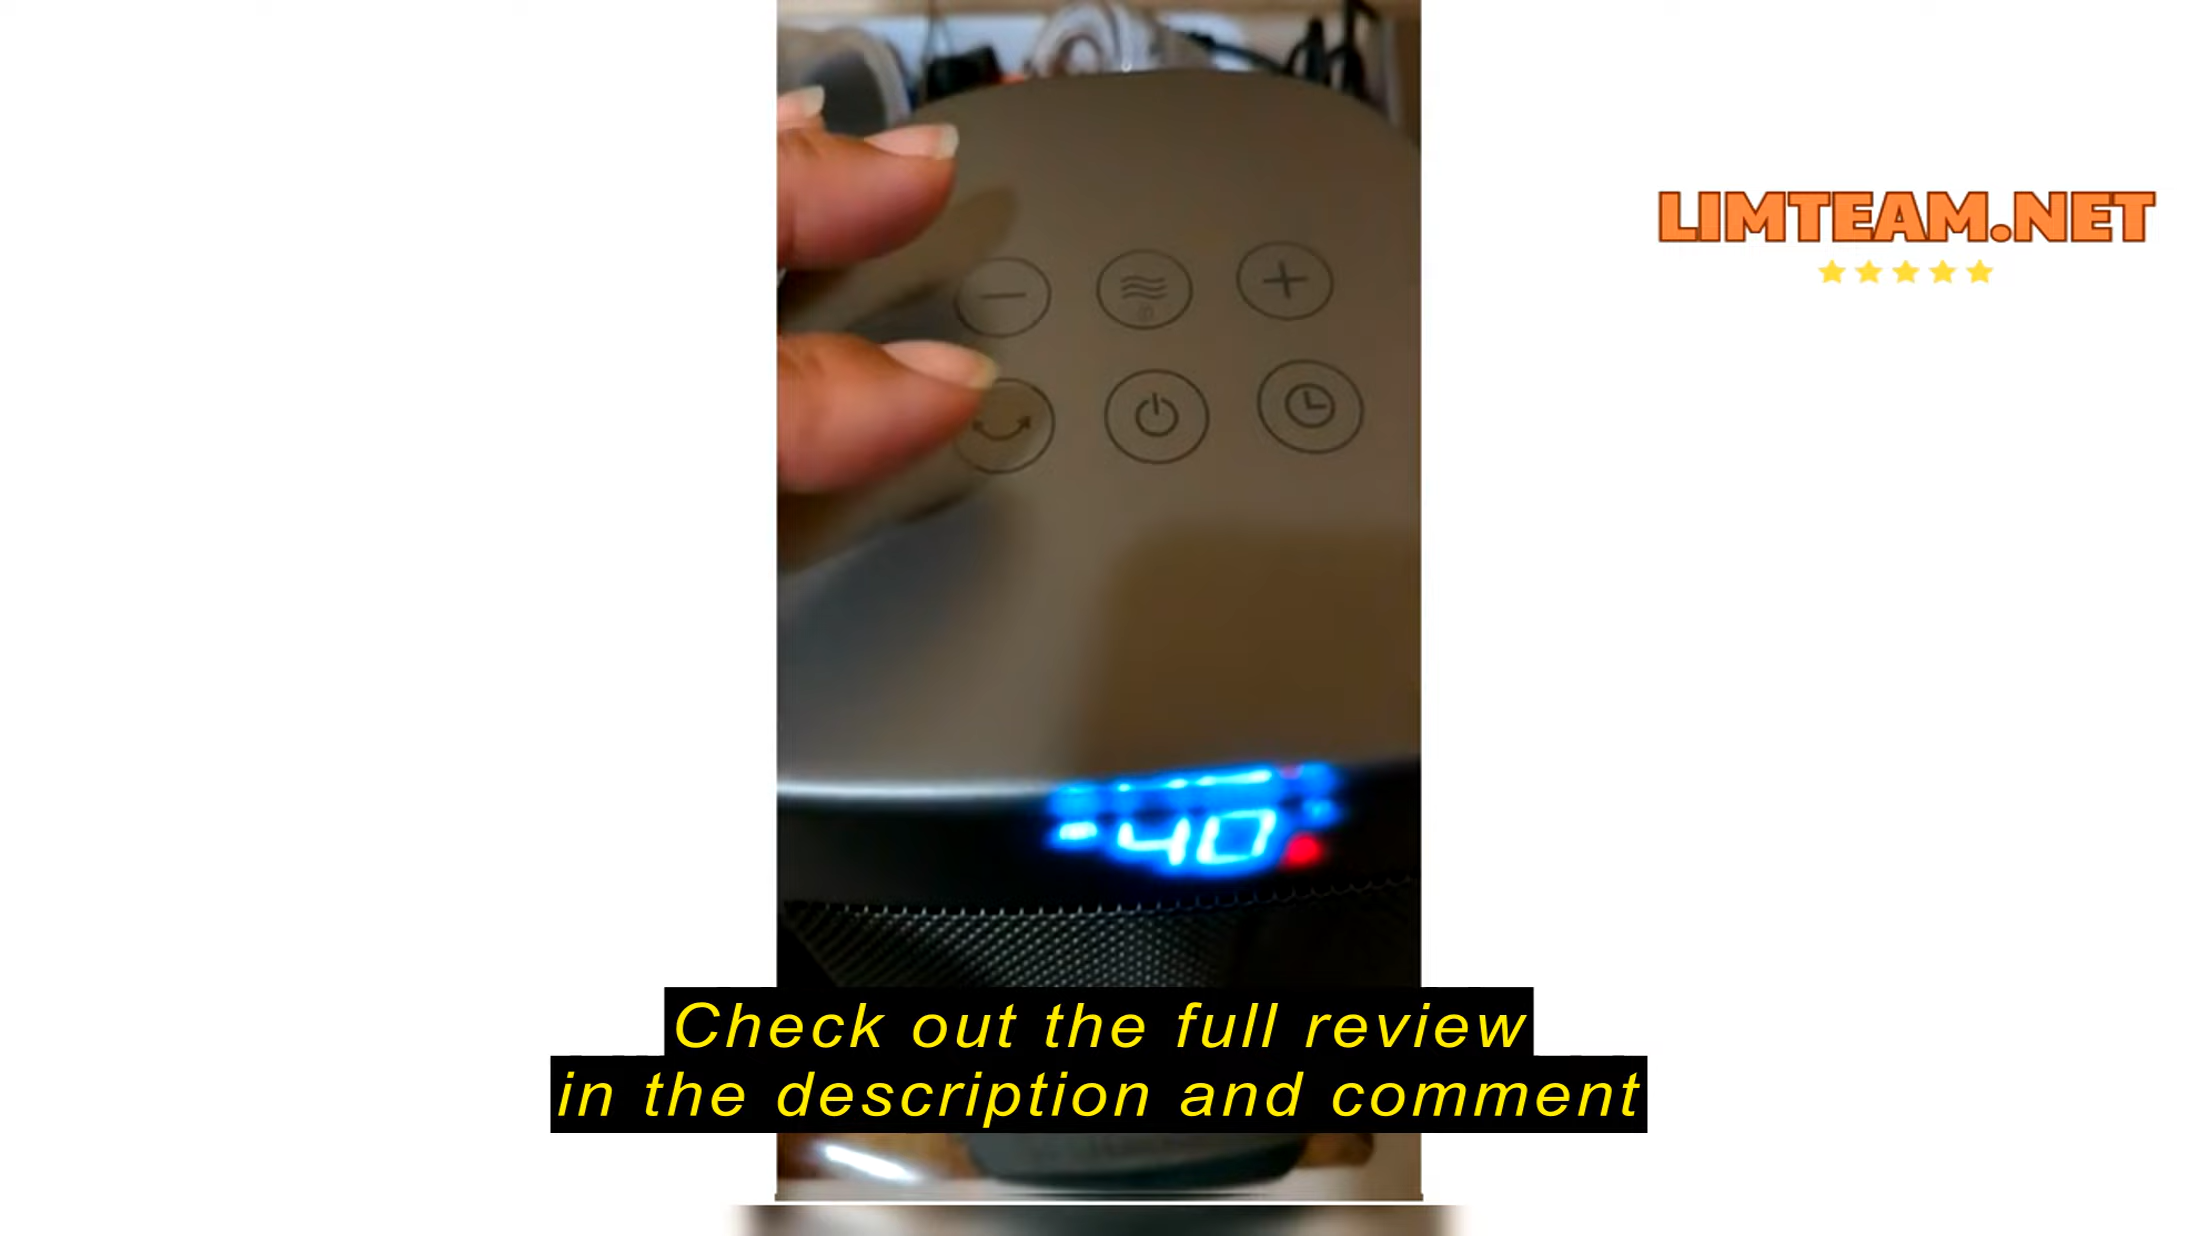 LIMTEAM.NET
40
Check out the full review
in the description and comment